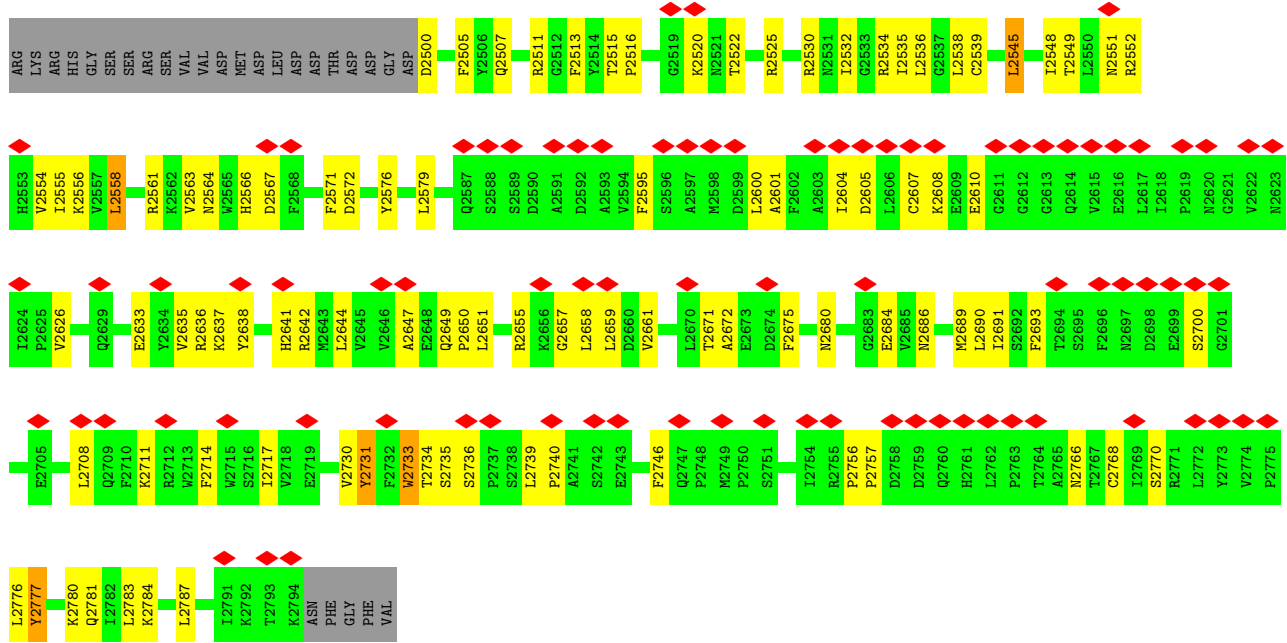 ARG LYS ARG HIS GLY SER SER ARG SER VAL VAL ASP MET ASP LEU ASP ASP THR ASP ASP GLY ASP D2500 F2505 Y2506 Q2507 R2511 G2512 F2513 Y2514 T2515 P2516 G2519 K2520 N2521 T2522 R2525 R2530 N2531 I2532 G2533 R2534 I2535 L2536 G2537 L2538 C2539 L2545 I2548 T2549 L2550 N2551 R2552
H2553 V2554 I2555 K2556 V2557 L2558 R2561 K2562 V2563 N2564 W2565 H2566 D2567 F2568 F2571 D2572 Y2576 L2579 Q2587 S2588 S2589 D2590 A2591 D2592 A2593 V2594 F2595 S2596 A2597 M2598 D2599 L2600 A2601 F2602 A2603 I2604 D2605 L2606 C2607 K2608 E2609 E2610 G2611 G2612 G2613 Q2614 V2615 E2616 L2617 I2618 P2619 N2620 G2621 V2622 N2623
I2624 P2625 V2626 Q2629 E2633 Y2634 V2635 R2636 K2637 Y2638 H2641 R2642 M2643 L2644 V2645 V2646 A2647 E2648 Q2649 P2650 L2651 R2655 K2656 G2657 L2658 L2659 D2660 V2661 L2670 T2671 A2672 E2673 D2674 F2675 N2680 G2683 E2684 V2685 N2686 M2689 L2690 I2691 S2692 F2693 T2694 S2695 F2696 N2697 D2698 E2699 S2700 G2701
E2705 L2708 Q2709 F2710 K2711 R2712 W2713 F2714 W2715 S2716 I2717 V2718 E2719 V2730 Y2731 F2732 W2733 T2734 S2735 S2736 P2737 S2738 L2739 P2740 A2741 S2742 E2743 F2746 Q2747 P2748 M2749 P2750 S2751 I2754 R2755 P2756 P2757 D2758 D2759 Q2760 H2761 L2762 P2763 T2764 A2765 N2766 T2767 C2768 I2769 S2770 R2771 L2772 Y2773 V2774 P2775
L2776 Y2777 K2780 Q2781 I2782 L2783 K2784 L2787 I2791 K2792 T2793 K2794 ASN PHE GLY PHE VAL